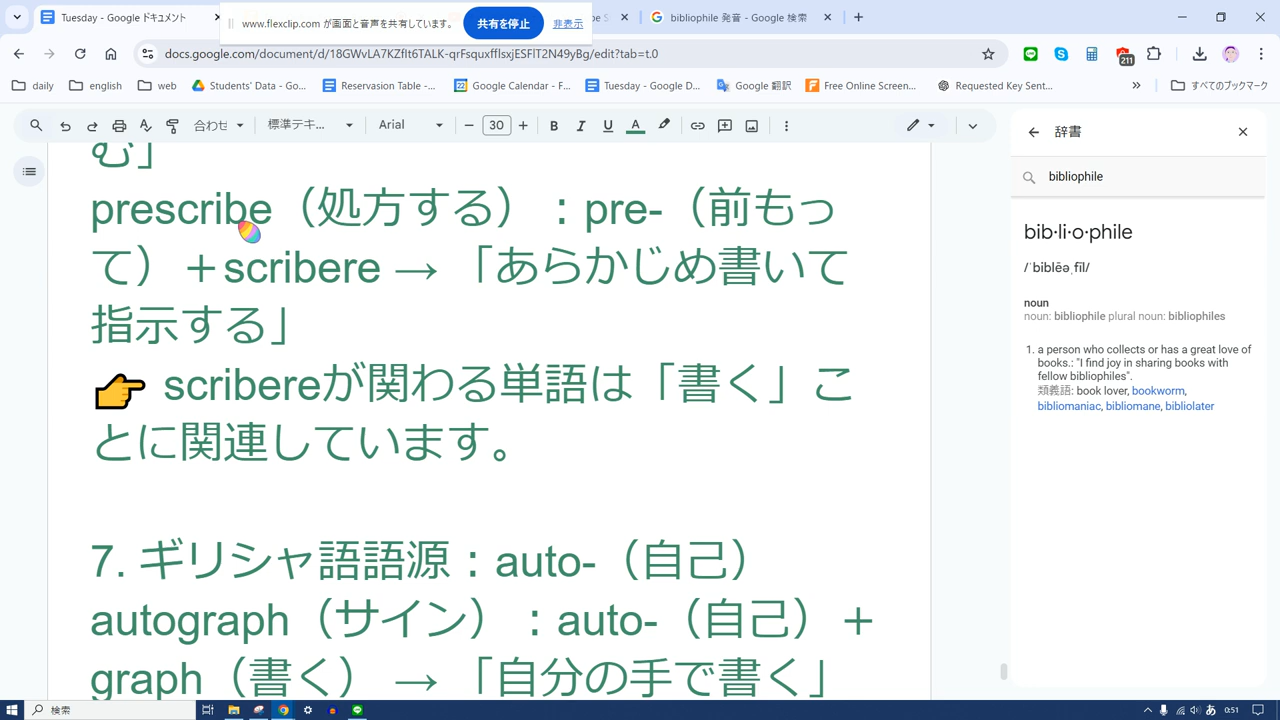 Tuesday - Google ドキュメント
www.flexclip.com が画面と音声を共有しています。
共有を停止
非表示
bibliophile 発音 - Google 検索
docs.google.com/document/d/18GWvLA7KZflt6TALK-qrFsquxfflsxjESFlT2N49yBg/edit?tab=t.0
211
daily
english
web
Students' Data - Go...
Reservation Table -...
Google Calendar - F...
Tuesday - Google D...
Google 翻訳
Free Online Screen...
Requested Key Sent...
すべてのブックマーク
合わせ
標準テキ...
Arial
30
辞書
bibliophile
む」
prescribe（処方する）：pre-（前もっ
て）＋scribere → 「あらかじめ書いて
指示する」
👉 scribereが関わる単語は「書く」こ
とに関連しています。
7. ギリシャ語語源：auto-（自己）
autograph（サイン）：auto-（自己）＋
graph（書く） → 「自分の手で書く」
bib·li·o·phile
/ˈbiblēəˌfīl/
noun
noun: bibliophile plural noun: bibliophiles
1. a person who collects or has a great love of
books.: "I find joy in sharing books with
fellow bibliophiles".
類義語: book lover, bookworm,
bibliomaniac, bibliomane, bibliolater
検索
あ
0:51